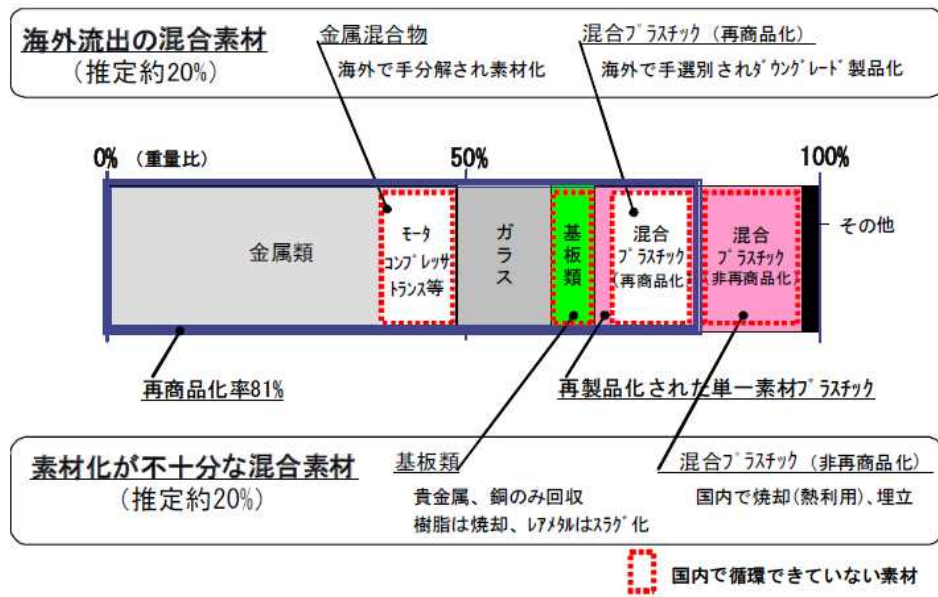 海外流出の混合素材
（推定約20%）
金属混合物
海外で手分解され素材化
混合ﾌﾟﾗｽﾁｯｸ（再商品化）
海外で手選別されﾀﾞｳﾝｸﾞﾚｰﾄﾞ製品化
0%（重量比）
50%
100%
金属類
ﾓｰﾀ
ｺﾝﾌﾟﾚｯｻ
ﾄﾗﾝｽ等
ガラス
基板類
混合
ﾌﾟﾗｽﾁｯｸ
(再商品化)
混合
ﾌﾟﾗｽﾁｯｸ
(非再商品化)
その他
再商品化率81%
再製品化された単一素材ﾌﾟﾗｽﾁｯｸ
素材化が不十分な混合素材
（推定約20%）
基板類
貴金属、銅のみ回収
樹脂は焼却、ﾚｱﾒﾀﾙはｽﾗｸﾞ化
混合ﾌﾟﾗｽﾁｯｸ（非再商品化）
国内で焼却(熱利用)、埋立
国内で循環できていない素材